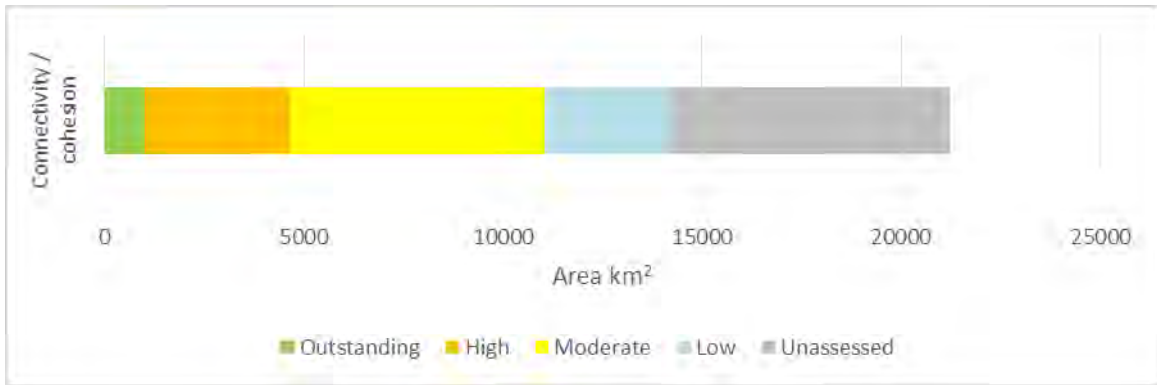 Connectivity /
cohesion
0 5000 10000 15000 20000 25000
Area km²
Outstanding High Moderate Low Unassessed